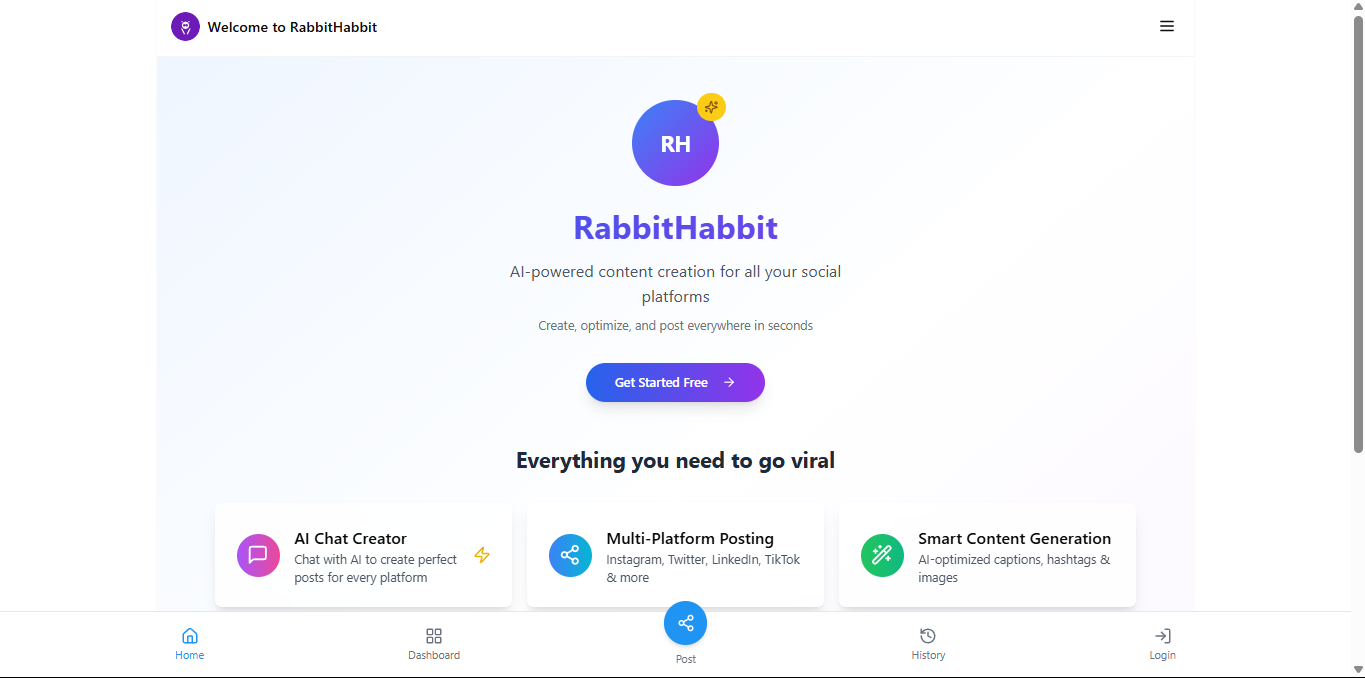 Welcome to RabbitHabbit
RH
RabbitHabbit
AI-powered content creation for all your social
platforms
Create, optimize, and post everywhere in seconds
Get Started Free
Everything you need to go viral
AI Chat Creator
Chat with AI to create perfect
posts for every platform
Multi-Platform Posting
Instagram, Twitter, LinkedIn, TikTok
& more
Smart Content Generation
AI-optimized captions, hashtags &
images
Home
Dashboard
Post
History
Login